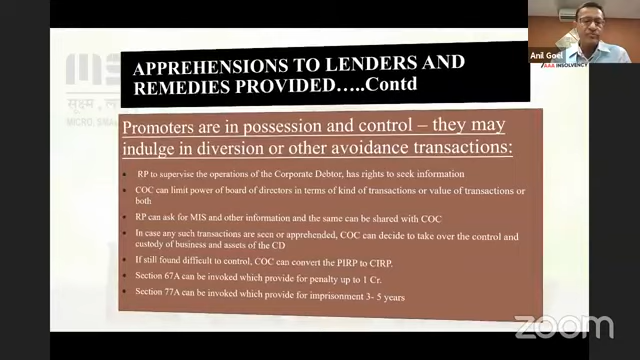 APPREHENSIONS TO LENDERS AND
REMEDIES PROVIDED…..Contd
Promoters are in possession and control – they may
indulge in diversion or other avoidance transactions:
• RP to supervise the operations of the Corporate Debtor, has rights to seek information
• COC can limit power of board of directors in terms of kind of transactions or value of transactions or
both
• RP can ask for MIS and other information and the same can be shared with COC
• In case any such transactions are seen or apprehended, COC can decide to take over the control and
custody of business and assets of the CD
• If still found difficult to control, COC can convert the PIRP to CIRP.
• Section 67A can be invoked which provide for penalty up to 1 Cr.
• Section 77A can be invoked which provide for imprisonment 3- 5 years
Anil Goel
AAA INSOLVENCY
सूक्ष्म,
MICRO,
zoom